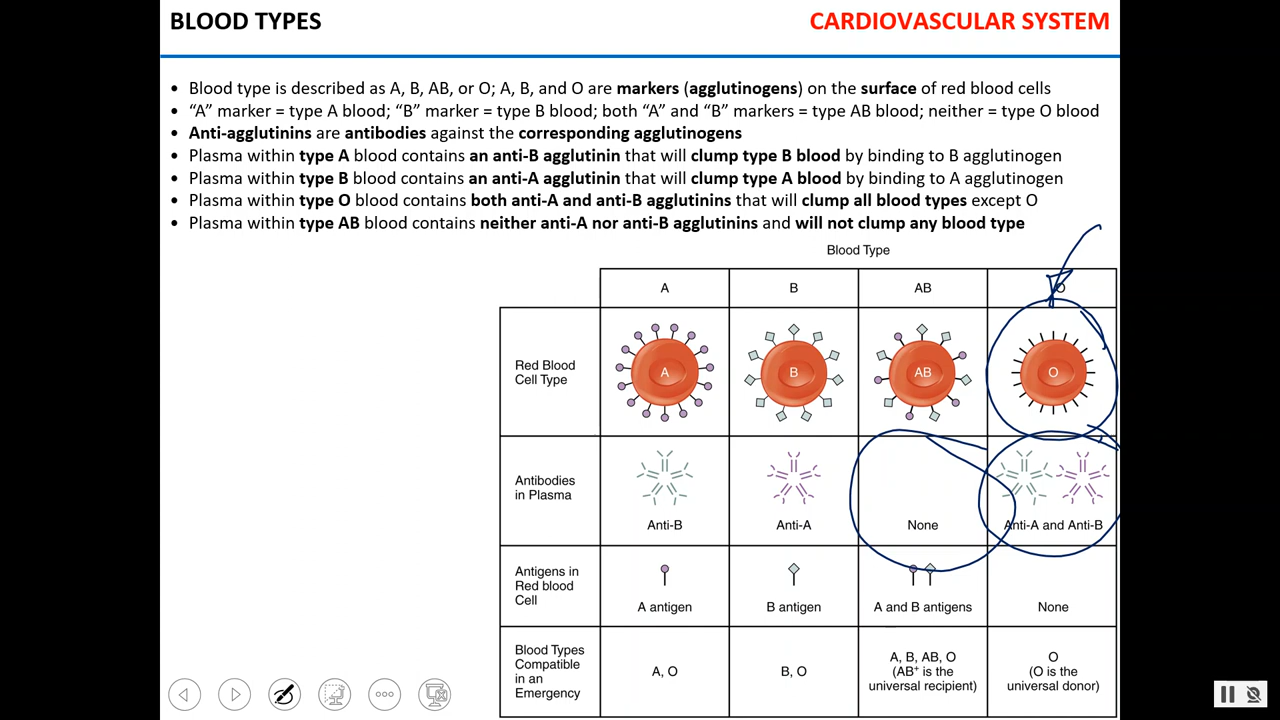 BLOOD TYPES
CARDIOVASCULAR SYSTEM
• Blood type is described as A, B, AB, or O; A, B, and O are markers (agglutinogens) on the surface of red blood cells
• “A” marker = type A blood; “B” marker = type B blood; both “A” and “B” markers = type AB blood; neither = type O blood
• Anti-agglutinins are antibodies against the corresponding agglutinogens
• Plasma within type A blood contains an anti-B agglutinin that will clump type B blood by binding to B agglutinogen
• Plasma within type B blood contains an anti-A agglutinin that will clump type A blood by binding to A agglutinogen
• Plasma within type O blood contains both anti-A and anti-B agglutinins that will clump all blood types except O
• Plasma within type AB blood contains neither anti-A nor anti-B agglutinins and will not clump any blood type
Blood Type
A
B
AB
O
Red Blood
Cell Type
A
B
AB
O
Antibodies
in Plasma
Anti-B
Anti-A
None
Anti-A and Anti-B
Antigens in
Red blood
Cell
A antigen
B antigen
A and B antigens
None
Blood Types
Compatible
in an
Emergency
A, O
B, O
A, B, AB, O
(AB⁺ is the
universal recipient)
O
(O is the
universal donor)